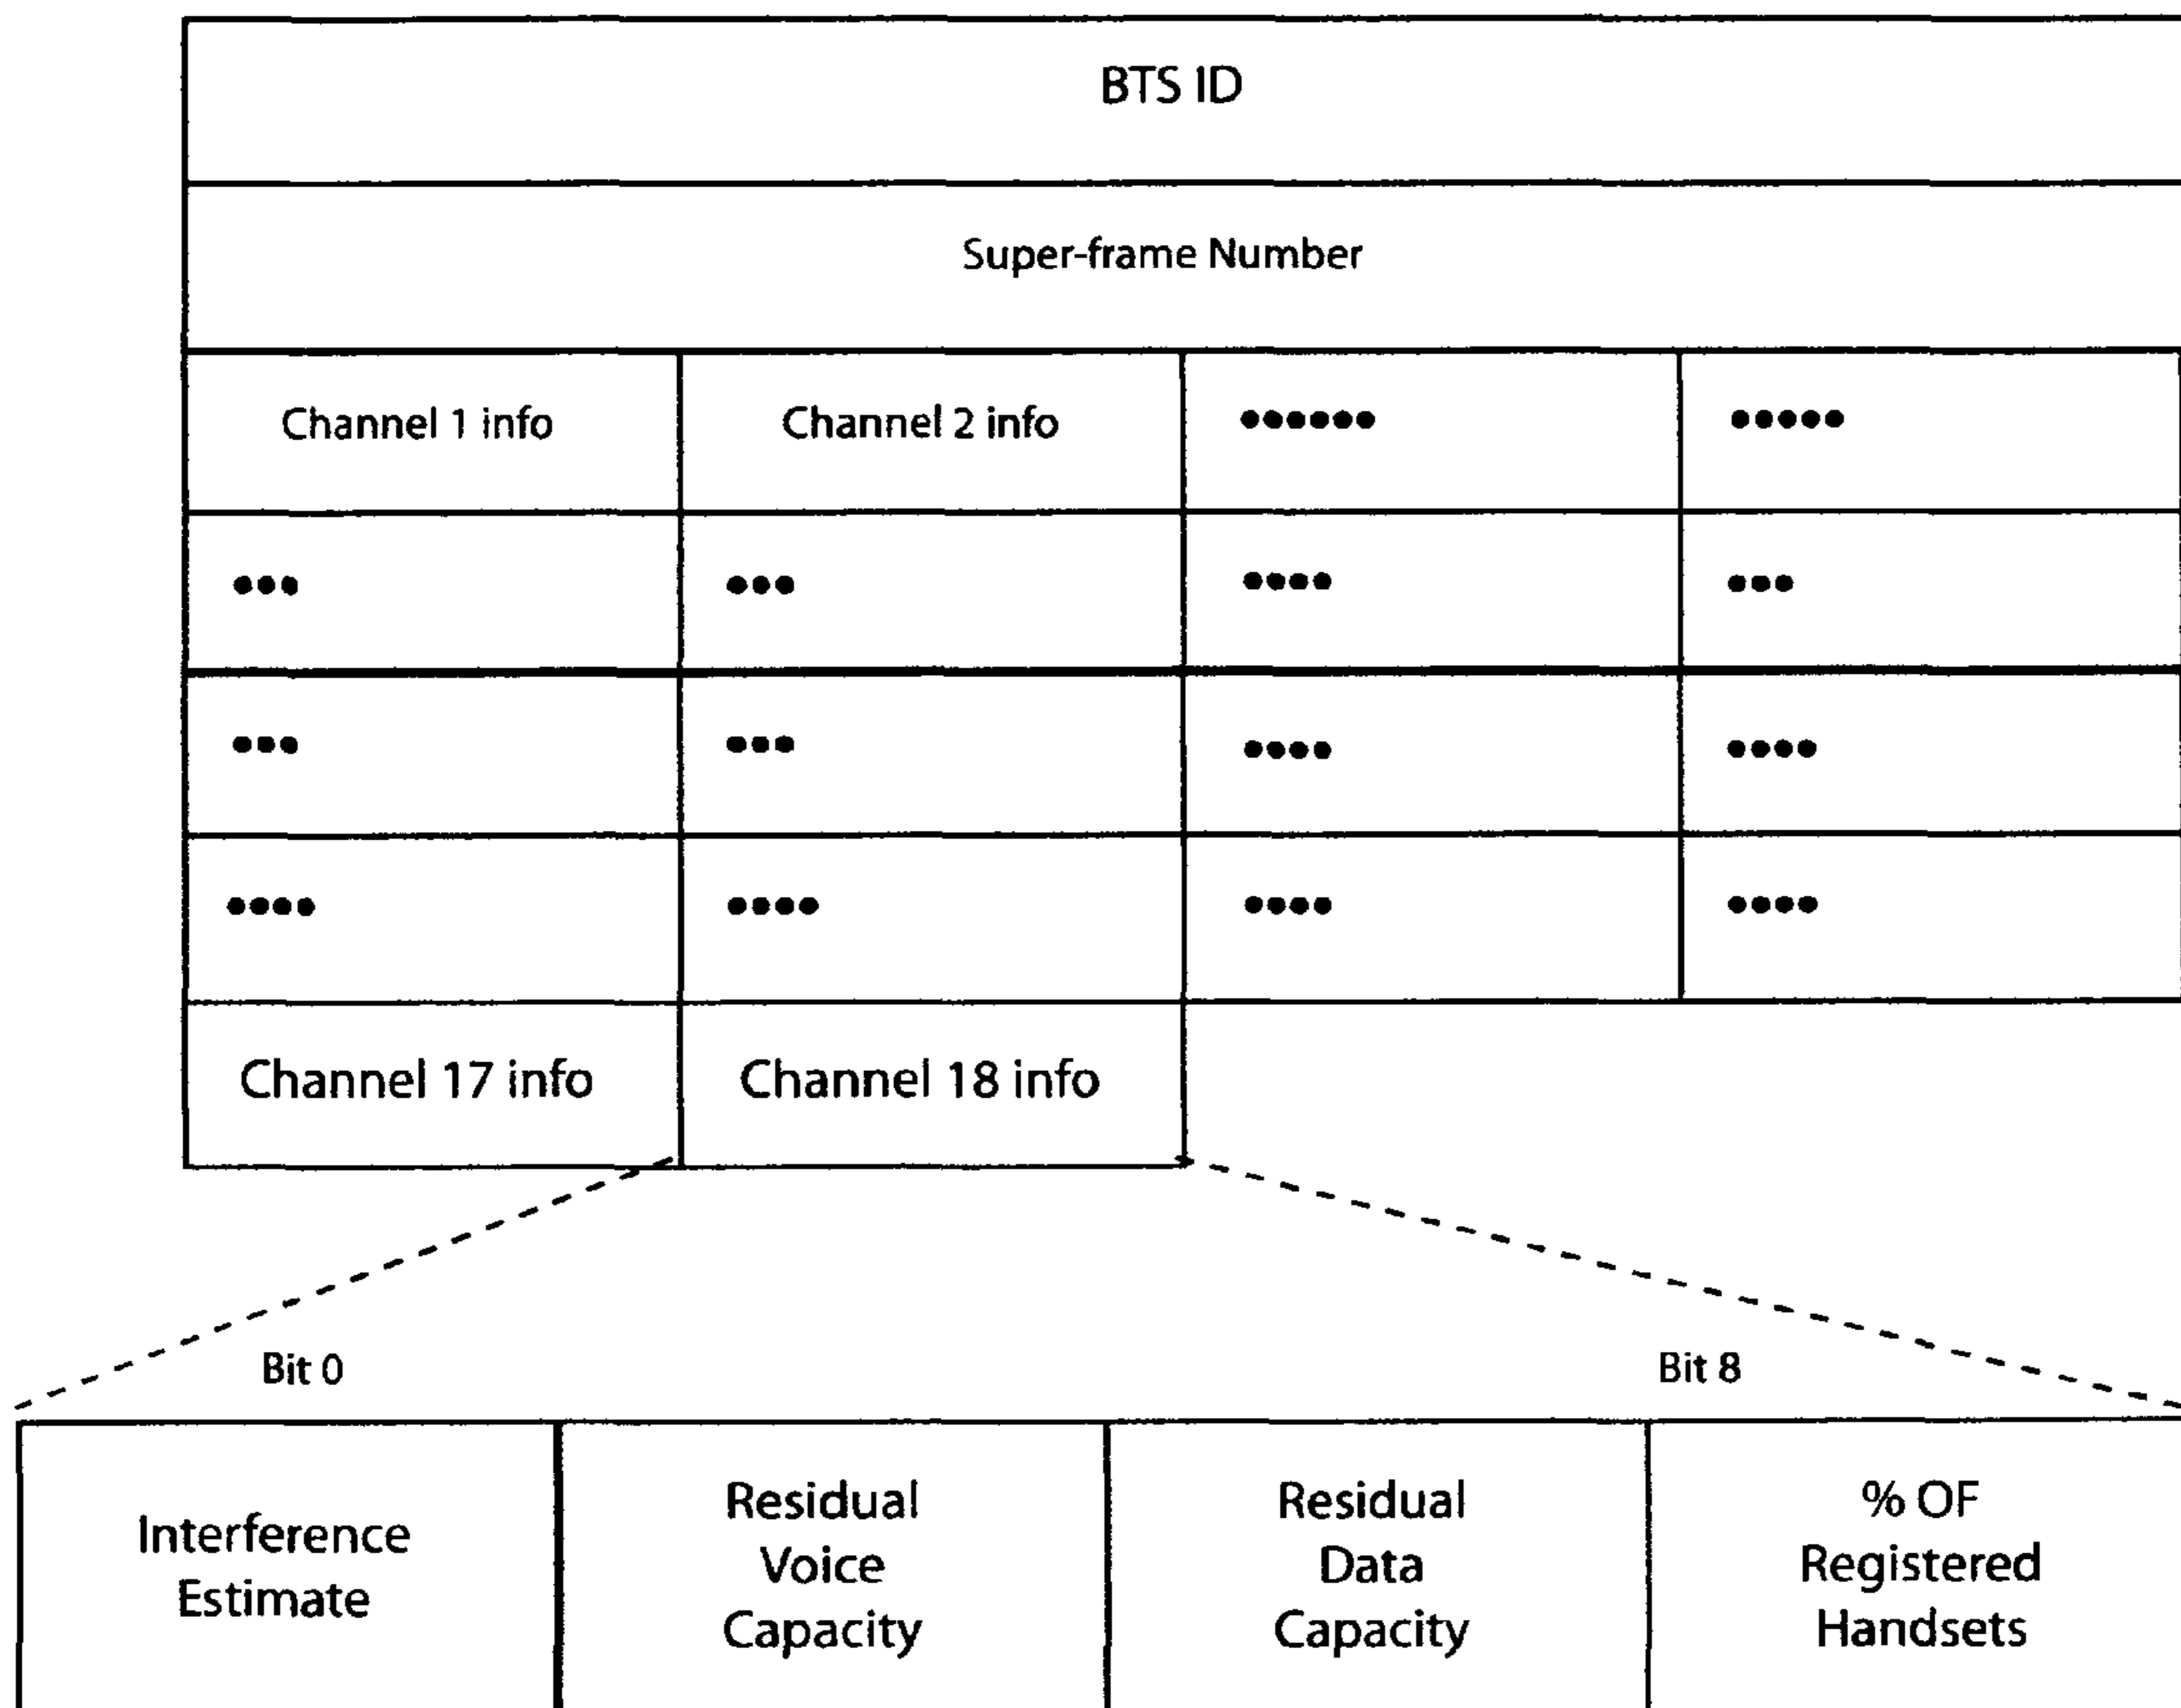 BTS ID
Super-frame Number
Channel 1 info
Channel 2 info
••••••
•••••
•••
•••
••••
•••
•••
•••
••••
••••
••••
••••
••••
••••
Channel 17 info
Channel 18 info
Bit 0
Bit 8
Interference
Estimate
Residual
Voice
Capacity
Residual
Data
Capacity
% OF
Registered
Handsets